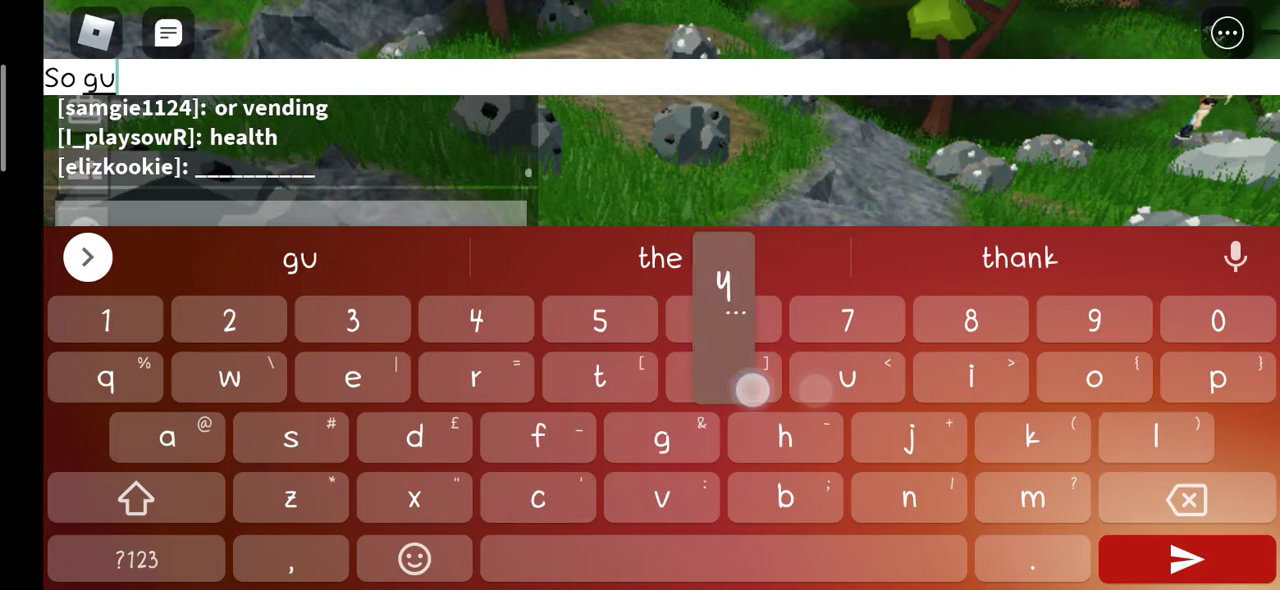 So gu
[samgie1124]: or vending
[I_playsowR]: health
[elizkookie]: __________
gu the thank
y
...
1 2 3 4 5 7 8 9 0
q % w \ e | r = t [ ] u < i > o { p }
a @ s # d £ f - g & h ~ j + k ( l )
z * x " c ' v : b ; n / m ?
?123 , .